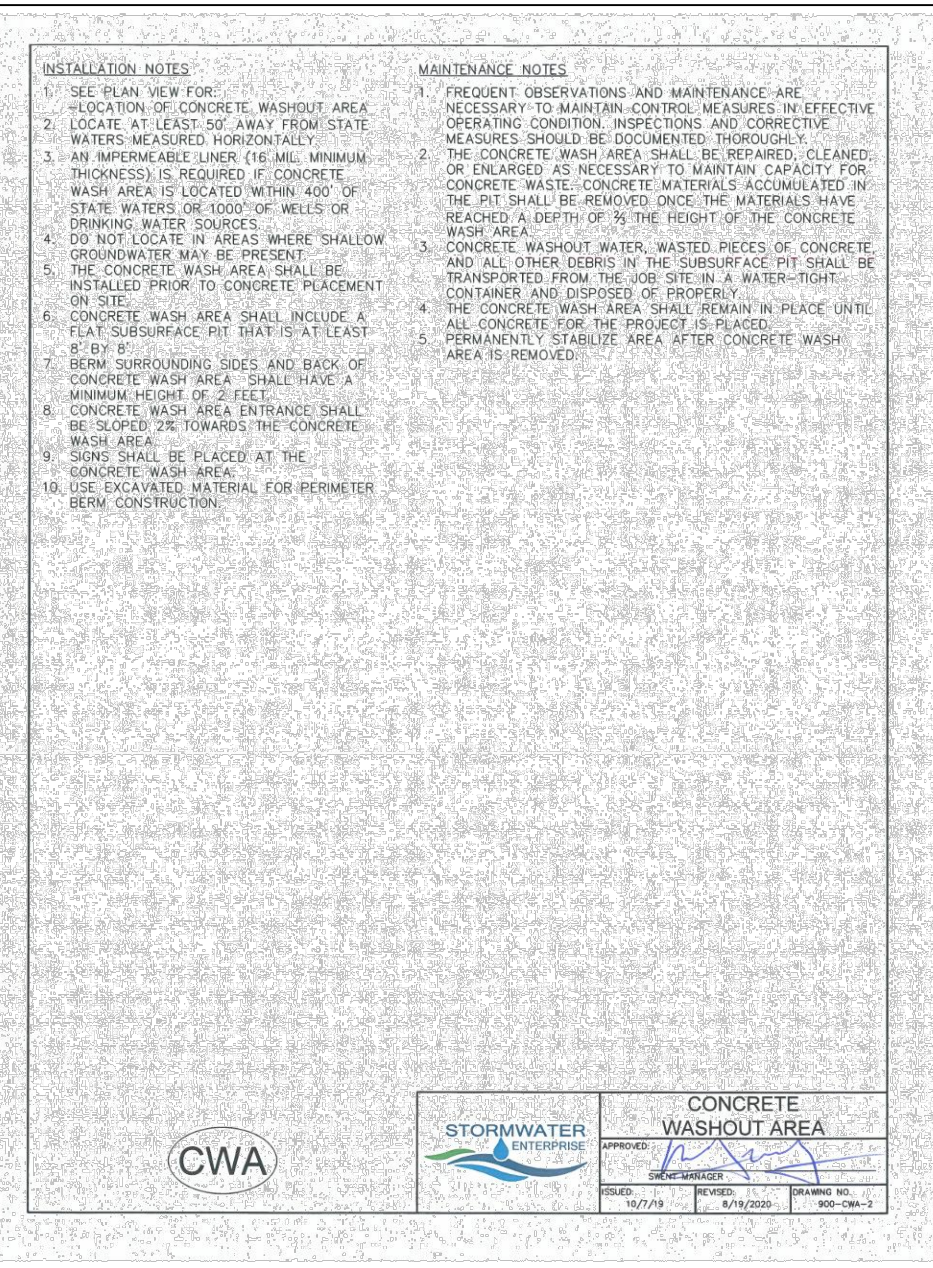 INSTALLATION NOTES
1. SEE PLAN VIEW FOR:
-LOCATION OF CONCRETE WASHOUT AREA
2. LOCATE AT LEAST 50' AWAY FROM STATE
WATERS MEASURED HORIZONTALLY.
3. AN IMPERMEABLE LINER (16 MIL. MINIMUM
THICKNESS) IS REQUIRED IF CONCRETE
WASH AREA IS LOCATED WITHIN 400' OF
STATE WATERS OR 1000' OF WELLS OR
DRINKING WATER SOURCES.
4. DO NOT LOCATE IN AREAS WHERE SHALLOW
GROUNDWATER MAY BE PRESENT.
5. THE CONCRETE WASH AREA SHALL BE
INSTALLED PRIOR TO CONCRETE PLACEMENT
ON SITE.
6. CONCRETE WASH AREA SHALL INCLUDE A
FLAT SUBSURFACE PIT THAT IS AT LEAST
8' BY 8'
7. BERM SURROUNDING SIDES AND BACK OF
CONCRETE WASH AREA SHALL HAVE A
MINIMUM HEIGHT OF 2 FEET.
8. CONCRETE WASH AREA ENTRANCE SHALL
BE SLOPED 2% TOWARDS THE CONCRETE
WASH AREA.
9. SIGNS SHALL BE PLACED AT THE
CONCRETE WASH AREA.
10. USE EXCAVATED MATERIAL FOR PERIMETER
BERM CONSTRUCTION.
MAINTENANCE NOTES
1. FREQUENT OBSERVATIONS AND MAINTENANCE ARE
NECESSARY TO MAINTAIN CONTROL MEASURES IN EFFECTIVE
OPERATING CONDITION. INSPECTIONS AND CORRECTIVE
MEASURES SHOULD BE DOCUMENTED THOROUGHLY.
2. THE CONCRETE WASH AREA SHALL BE REPAIRED, CLEANED,
OR ENLARGED AS NECESSARY TO MAINTAIN CAPACITY FOR
CONCRETE WASTE. CONCRETE MATERIALS ACCUMULATED IN
THE PIT SHALL BE REMOVED ONCE THE MATERIALS HAVE
REACHED A DEPTH OF ⅔ THE HEIGHT OF THE CONCRETE
WASH AREA.
3. CONCRETE WASHOUT WATER, WASTED PIECES OF CONCRETE,
AND ALL OTHER DEBRIS IN THE SUBSURFACE PIT SHALL BE
TRANSPORTED FROM THE JOB SITE IN A WATER-TIGHT
CONTAINER AND DISPOSED OF PROPERLY.
4. THE CONCRETE WASH AREA SHALL REMAIN IN PLACE UNTIL
ALL CONCRETE FOR THE PROJECT IS PLACED.
5. PERMANENTLY STABILIZE AREA AFTER CONCRETE WASH
AREA IS REMOVED.
CWA
STORMWATER
ENTERPRISE
CONCRETE
WASHOUT AREA
APPROVED:
SWENT MANAGER
ISSUED: 10/7/19
REVISED: 8/19/2020
DRAWING NO. 900-CWA-2